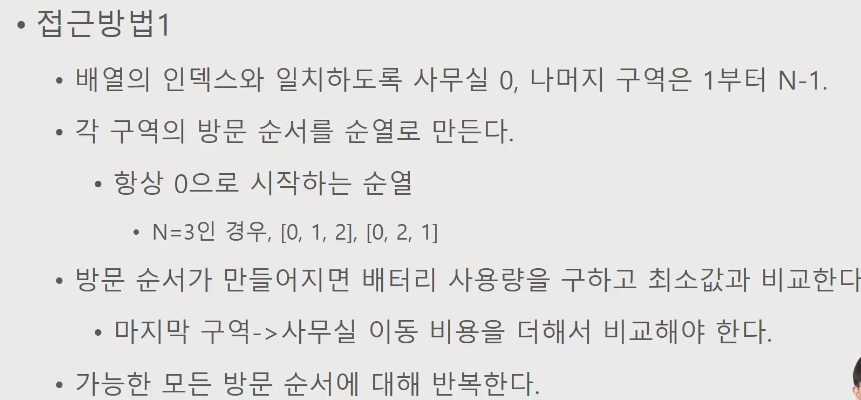 • 접근방법1
• 배열의 인덱스와 일치하도록 사무실 0, 나머지 구역은 1부터 N-1.
• 각 구역의 방문 순서를 순열로 만든다.
• 항상 0으로 시작하는 순열
• N=3인 경우, [0, 1, 2], [0, 2, 1]
• 방문 순서가 만들어지면 배터리 사용량을 구하고 최소값과 비교한다
• 마지막 구역->사무실 이동 비용을 더해서 비교해야 한다.
• 가능한 모든 방문 순서에 대해 반복한다.